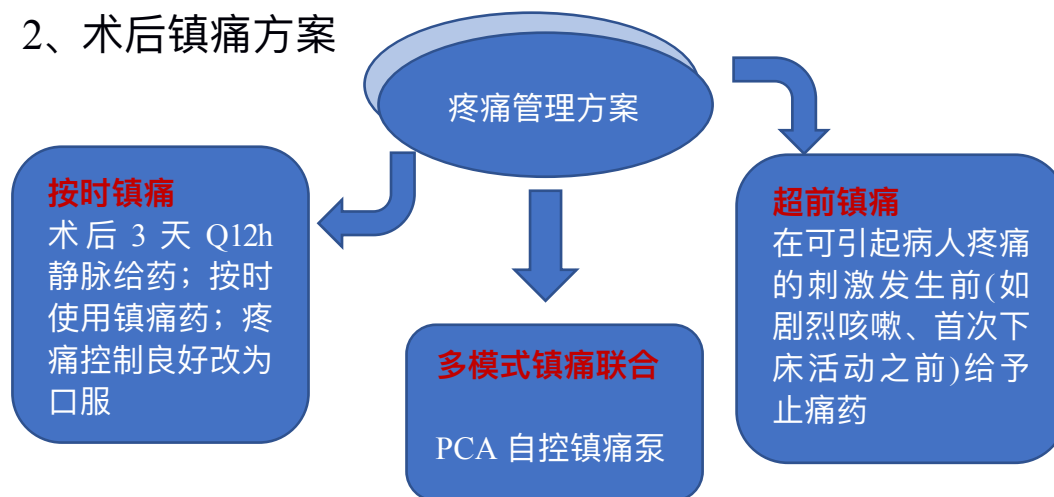 2、术后镇痛方案
疼痛管理方案
按时镇痛
术后 3 天 Q12h
静脉给药；按时
使用镇痛药；疼
痛控制良好改为
口服
多模式镇痛联合
PCA 自控镇痛泵
超前镇痛
在可引起病人疼痛
的刺激发生前(如
剧烈咳嗽、首次下
床活动之前)给予
止痛药